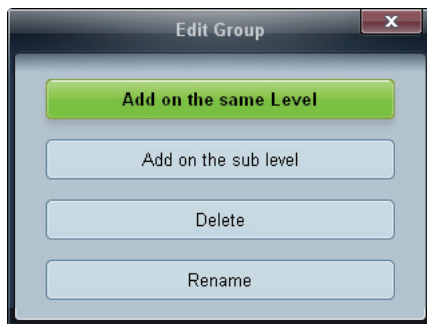 Edit Group
x
Add on the same Level
Add on the sub level
Delete
Rename